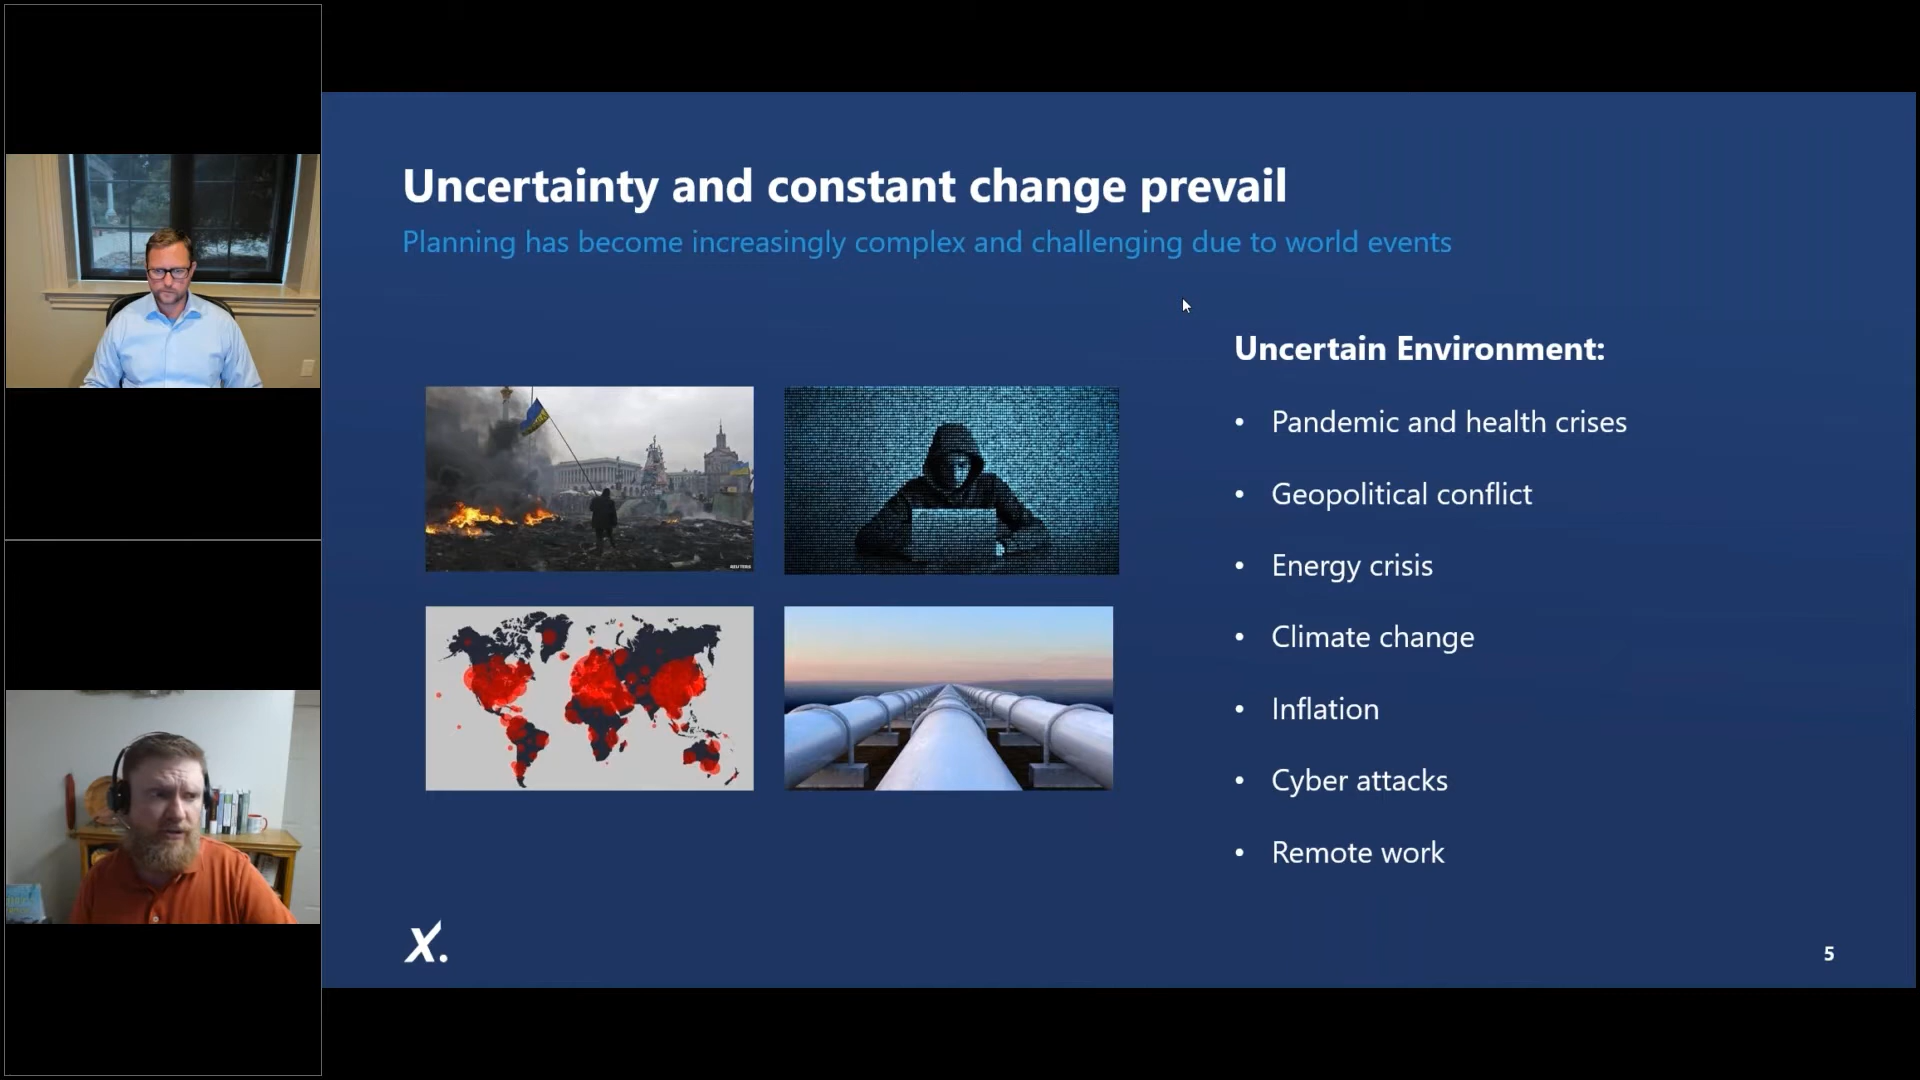 Uncertainty and constant change prevail
Planning has become increasingly complex and challenging due to world events
Uncertain Environment:
• Pandemic and health crises
• Geopolitical conflict
• Energy crisis
• Climate change
• Inflation
• Cyber attacks
• Remote work
REUTERS
X.
5